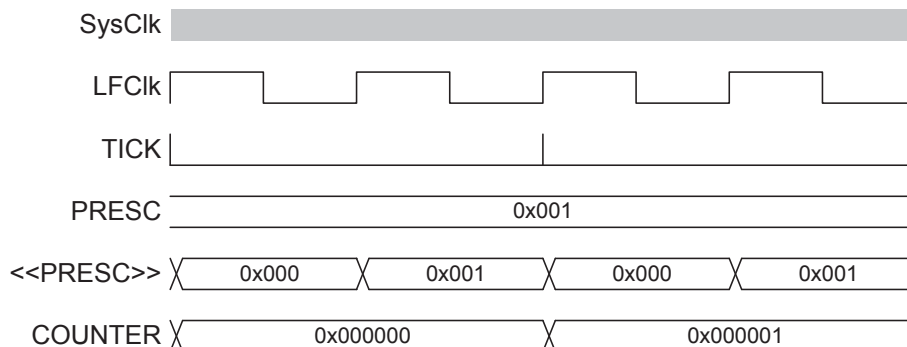 SysClk
LFClk
TICK
PRESC 0x001
<<PRESC>> 0x000 0x001 0x000 0x001
COUNTER 0x000000 0x000001